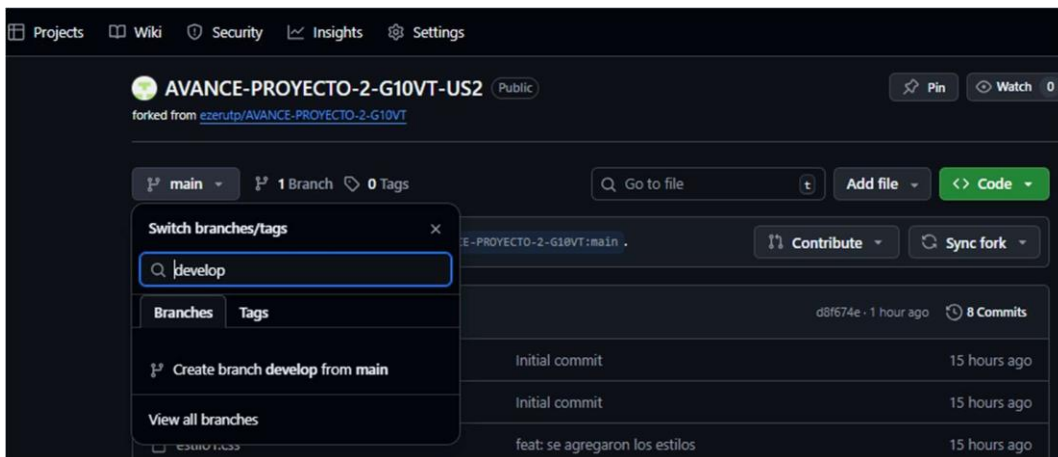 Projects Wiki Security Insights Settings
AVANCE-PROYECTO-2-G10VT-US2 Public Pin Watch 0
forked from ezerutp/AVANCE-PROYECTO-2-G10VT
main 1 Branch 0 Tags Go to file t Add file Code
Switch branches/tags
CE-PROYECTO-2-G10VT:main . Contribute Sync fork
develop
Branches Tags
d8f674e · 1 hour ago 8 Commits
Create branch develop from main
Initial commit 15 hours ago
Initial commit 15 hours ago
View all branches
estilo1.css feat: se agregaron los estilos 15 hours ago